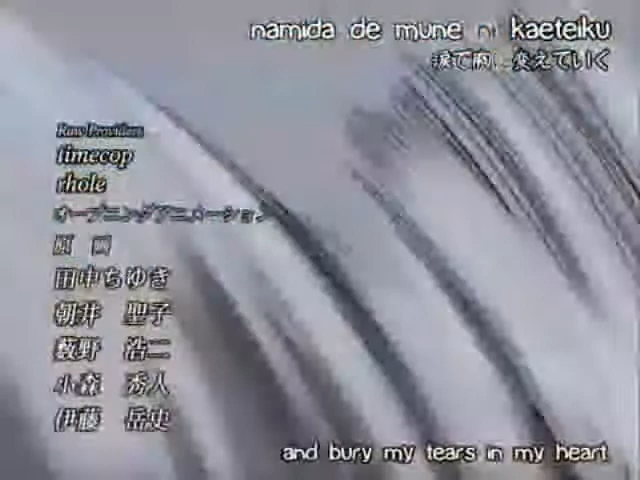 namida de mune ni kaeteiku
涙で胸に変えていく
Raw Providers
timecop
rhole
オープニングアニメーション
原 画
田中ちゆき
朝井 聖子
薮野 浩二
小森 秀人
伊藤 岳史
and bury my tears in my heart